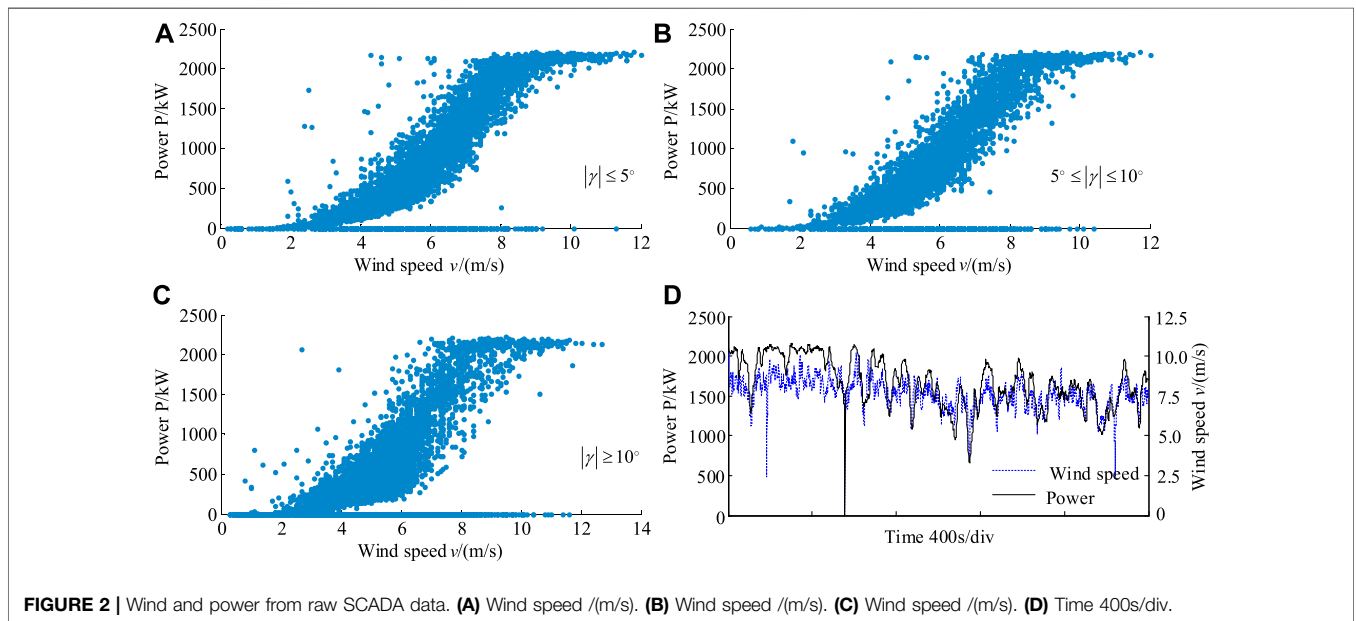 A
2500
2000
1500
1000
500
0
Power P/kW
0 2 4 6 8 10 12
Wind speed v/(m/s)
|γ| ≤ 5°
B
2500
2000
1500
1000
500
0
Power P/kW
0 2 4 6 8 10 12
Wind speed v/(m/s)
5° ≤ |γ| ≤ 10°
C
2500
2000
1500
1000
500
0
Power P/kW
0 2 4 6 8 10 12 14
Wind speed v/(m/s)
|γ| ≥ 10°
D
2500
2000
1500
1000
500
0
Power P/kW
12.5
10.0
7.5
5.0
2.5
0
Wind speed v/(m/s)
Wind speed
Power
Time 400s/div
FIGURE 2 | Wind and power from raw SCADA data. (A) Wind speed /(m/s). (B) Wind speed /(m/s). (C) Wind speed /(m/s). (D) Time 400s/div.